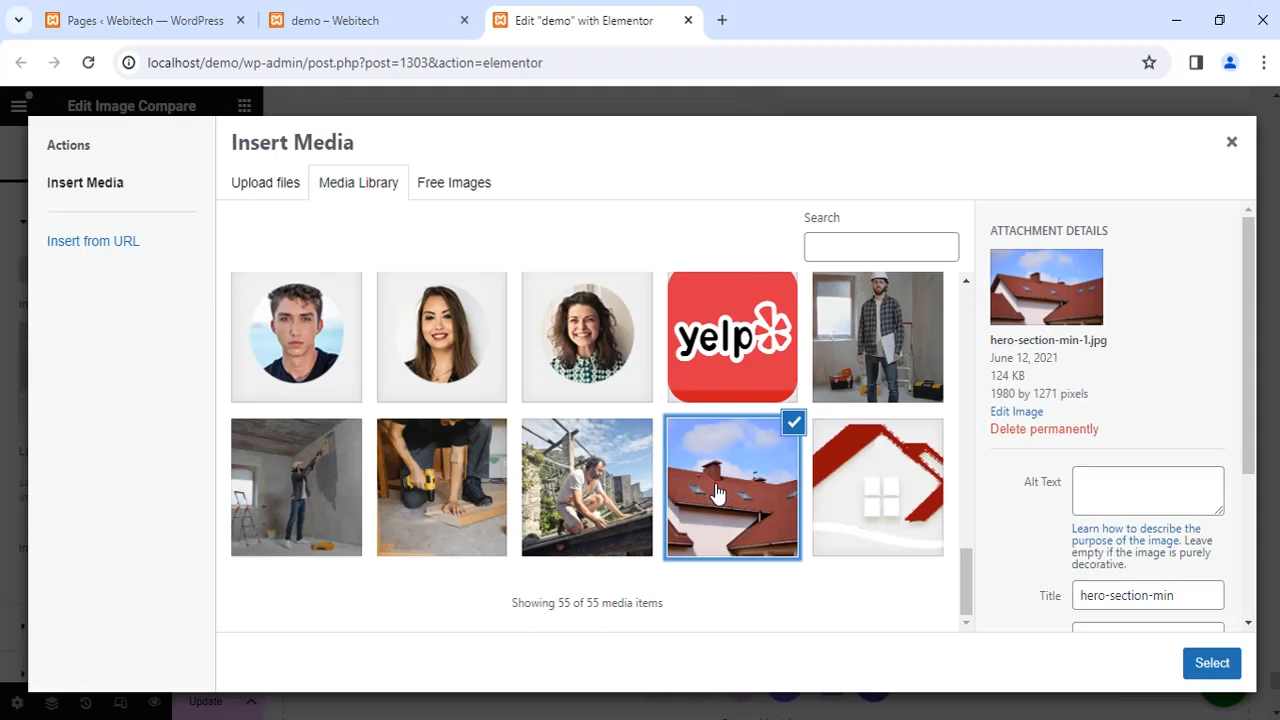 Pages ‹ Webitech — WordPress
demo – Webitech
Edit "demo" with Elementor
localhost/demo/wp-admin/post.php?post=1303&action=elementor
Edit Image Compare
Actions
Insert Media
Insert from URL
Insert Media
Upload files
Media Library
Free Images
Search
yelp
Showing 55 of 55 media items
ATTACHMENT DETAILS
hero-section-min-1.jpg
June 12, 2021
124 KB
1980 by 1271 pixels
Edit Image
Delete permanently
Alt Text
Learn how to describe the
purpose of the image. Leave
empty if the image is purely
decorative.
Title
hero-section-min
Select
Update